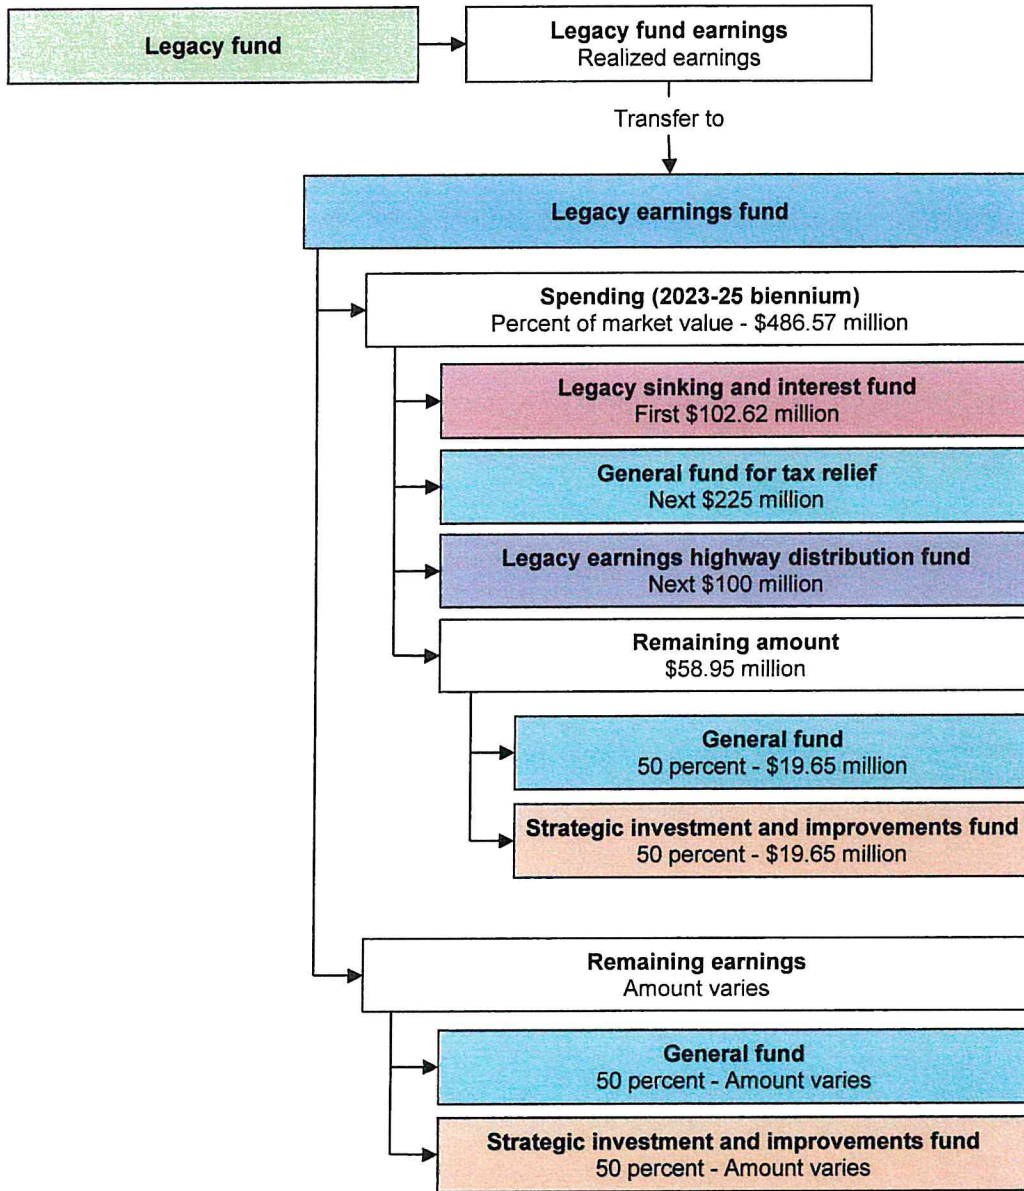 Legacy fund
Legacy fund earnings
Realized earnings
Transfer to
Legacy earnings fund
Spending (2023-25 biennium)
Percent of market value - $486.57 million
Legacy sinking and interest fund
First $102.62 million
General fund for tax relief
Next $225 million
Legacy earnings highway distribution fund
Next $100 million
Remaining amount
$58.95 million
General fund
50 percent - $19.65 million
Strategic investment and improvements fund
50 percent - $19.65 million
Remaining earnings
Amount varies
General fund
50 percent - Amount varies
Strategic investment and improvements fund
50 percent - Amount varies